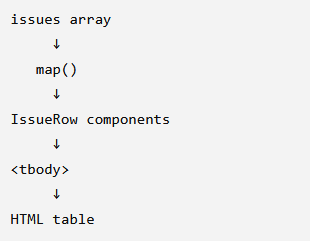 issues array
↓
map()
↓
IssueRow components
↓
<tbody>
↓
HTML table